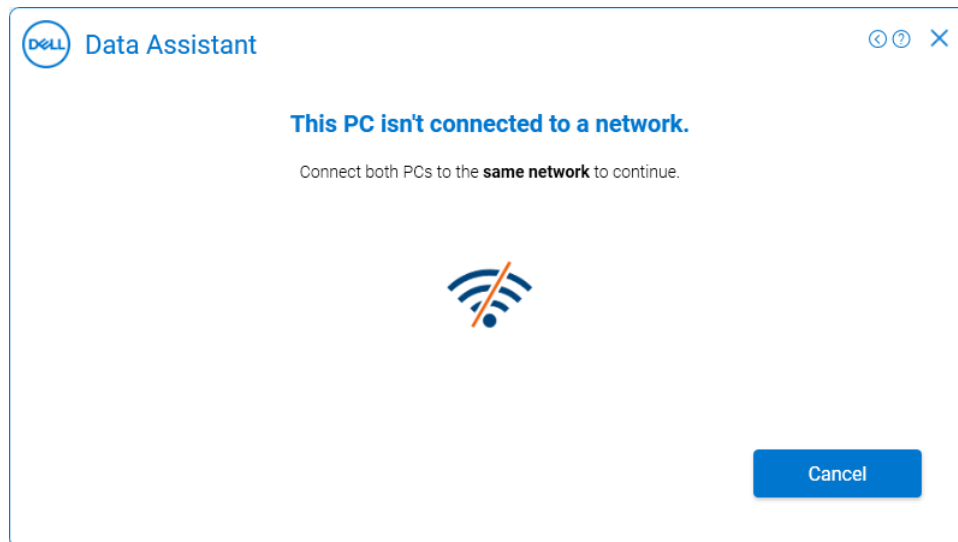 DELL
Data Assistant
This PC isn't connected to a network.
Connect both PCs to the same network to continue.
Cancel